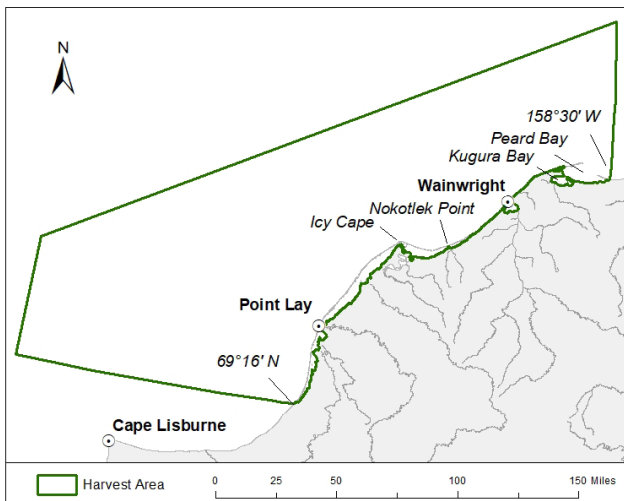 N
158°30' W
Peard Bay
Kugura Bay
Wainwright
Nokotlek Point
Icy Cape
Point Lay
69°16' N
Cape Lisburne
Harvest Area
0 25 50 100 150 Miles